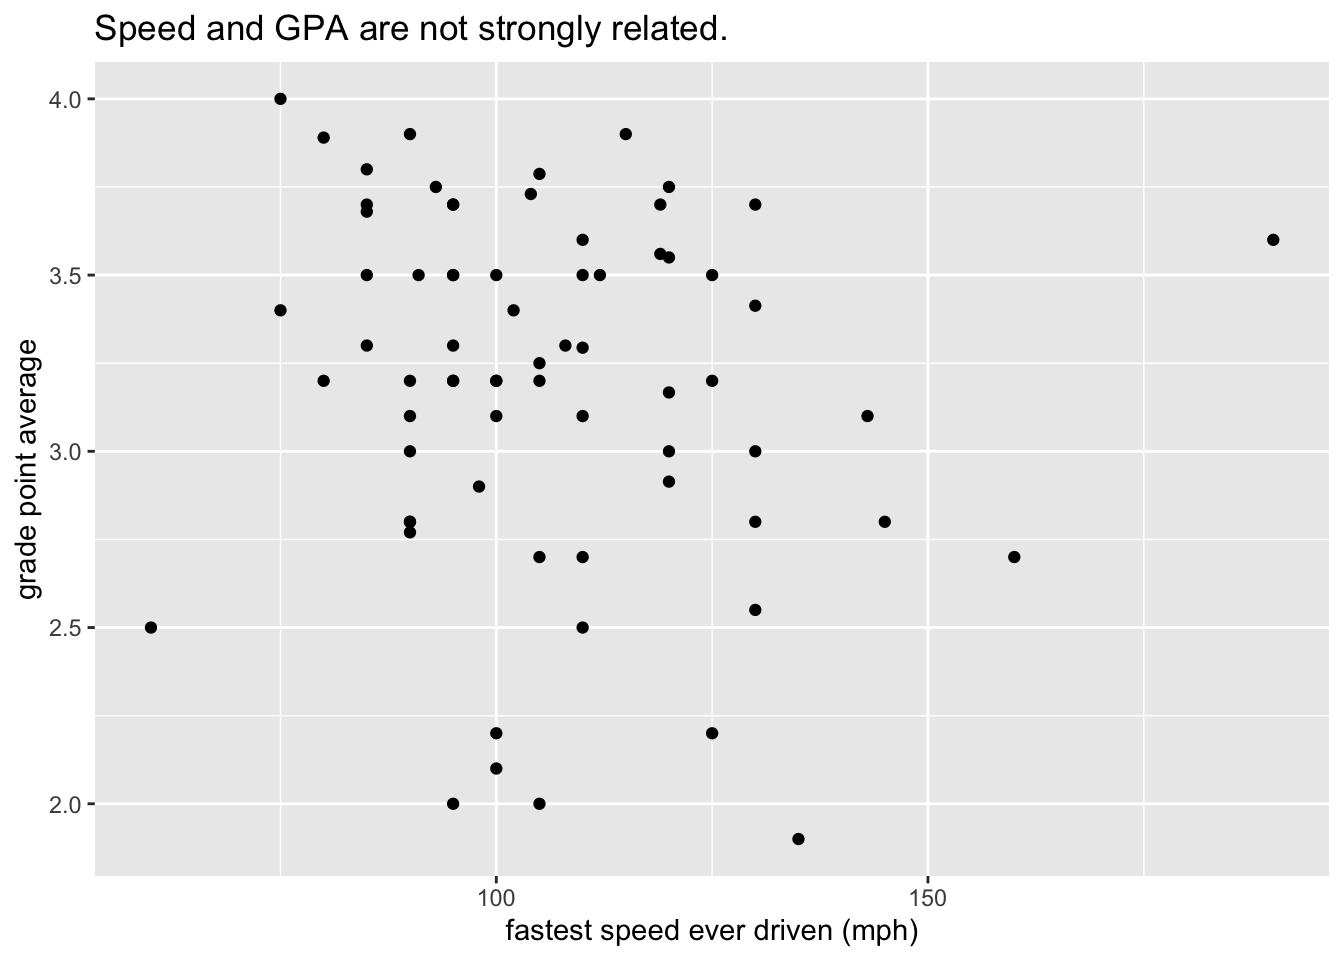 Speed and GPA are not strongly related.
4.0
3.5
3.0
2.5
2.0
grade point average
100 150
fastest speed ever driven (mph)